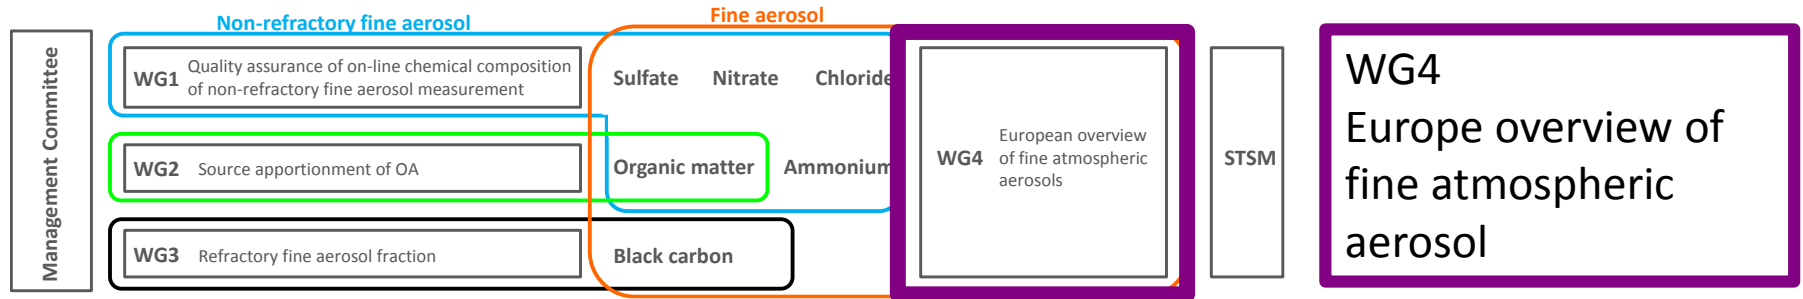 Non-refractory fine aerosol
Fine aerosol
Management Committee
WG1 Quality assurance of on-line chemical composition
of non-refractory fine aerosol measurement
Sulfate Nitrate Chloride
WG2 Source apportionment of OA
Organic matter Ammonium
WG3 Refractory fine aerosol fraction
Black carbon
WG4
European overview
of fine atmospheric
aerosols
STSM
WG4
Europe overview of
fine atmospheric
aerosol